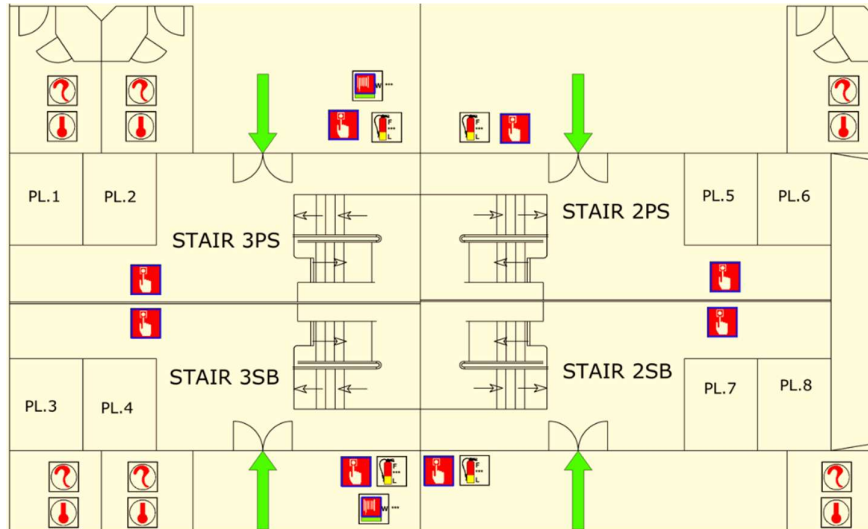 W ***
F
***
L
F
***
L
PL.1
PL.2
PL.5
PL.6
STAIR 3PS
STAIR 2PS
STAIR 3SB
STAIR 2SB
PL.3
PL.4
PL.7
PL.8
F
***
L
F
***
L
W ***